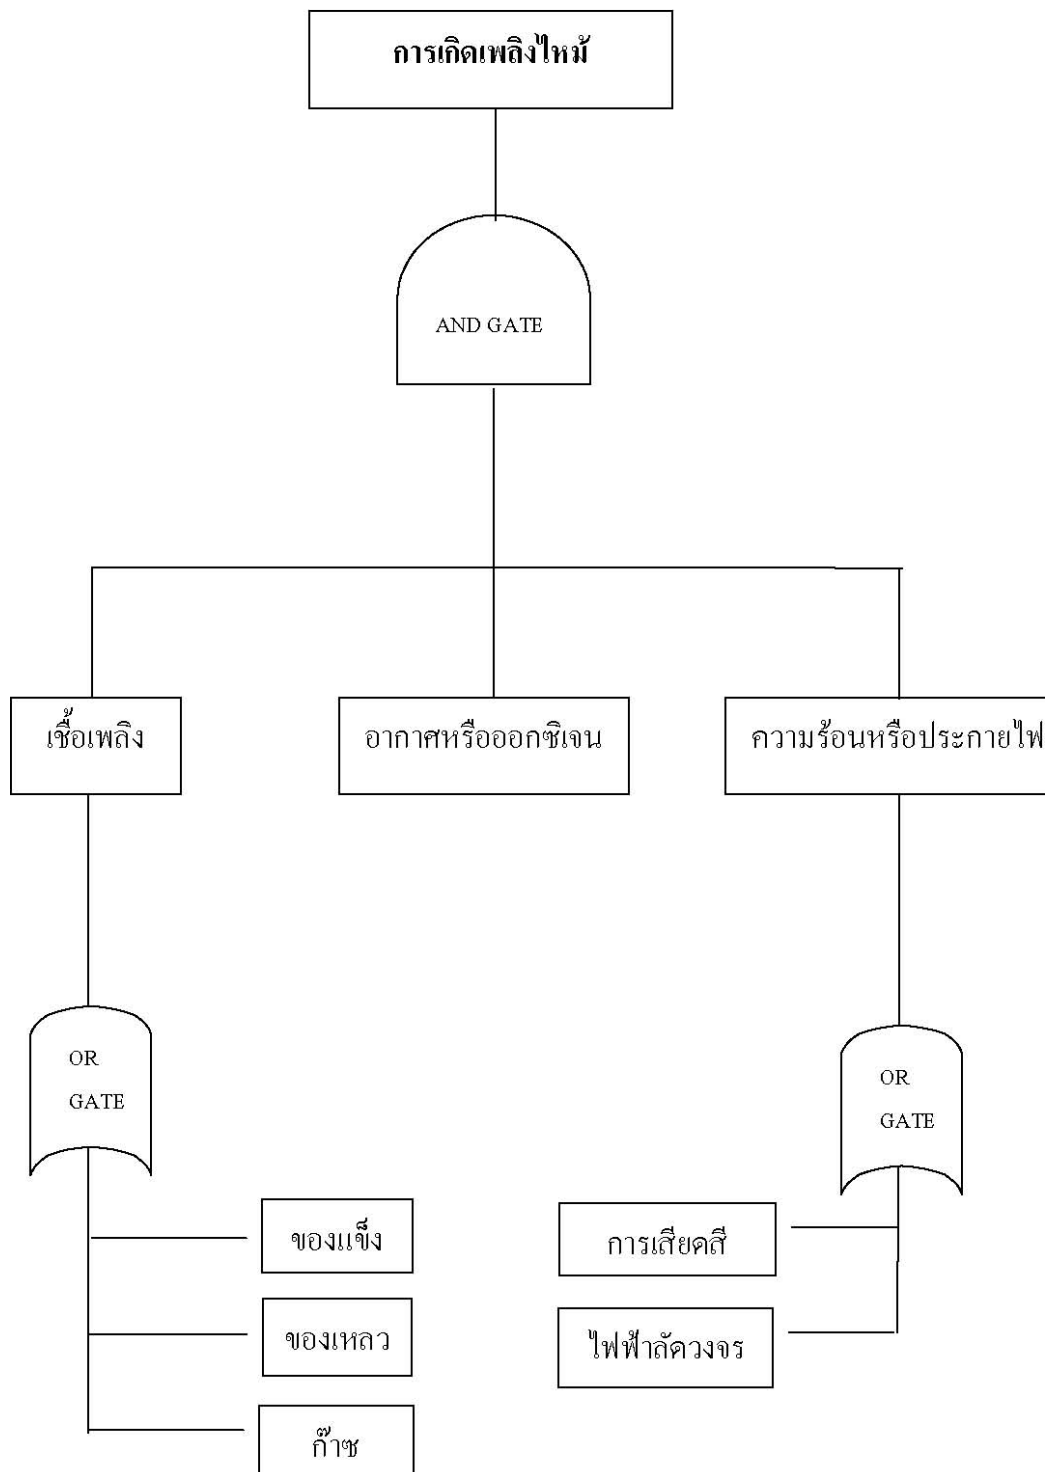 การเกิดเพลิงไหม้
AND GATE
เชื้อเพลิง
อากาศหรือออกซิเจน
ความร้อนหรือประกายไฟ
OR
GATE
OR
GATE
ของแข็ง
การเสียดสี
ของเหลว
ไฟฟ้าลัดวงจร
ก๊าซ